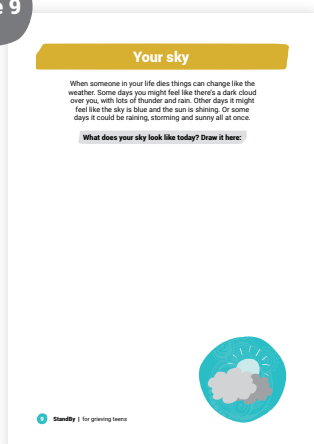 e 9
Your sky
When someone in your life dies things can change like the
weather. Some days you might feel like there's a dark cloud
over you, with lots of thunder and rain. Other days it might
feel like the sky is blue and the sun is shining. Or some
days it could be raining, storming and sunny all at once.
What does your sky look like today? Draw it here:
9 StandBy | for grieving teens